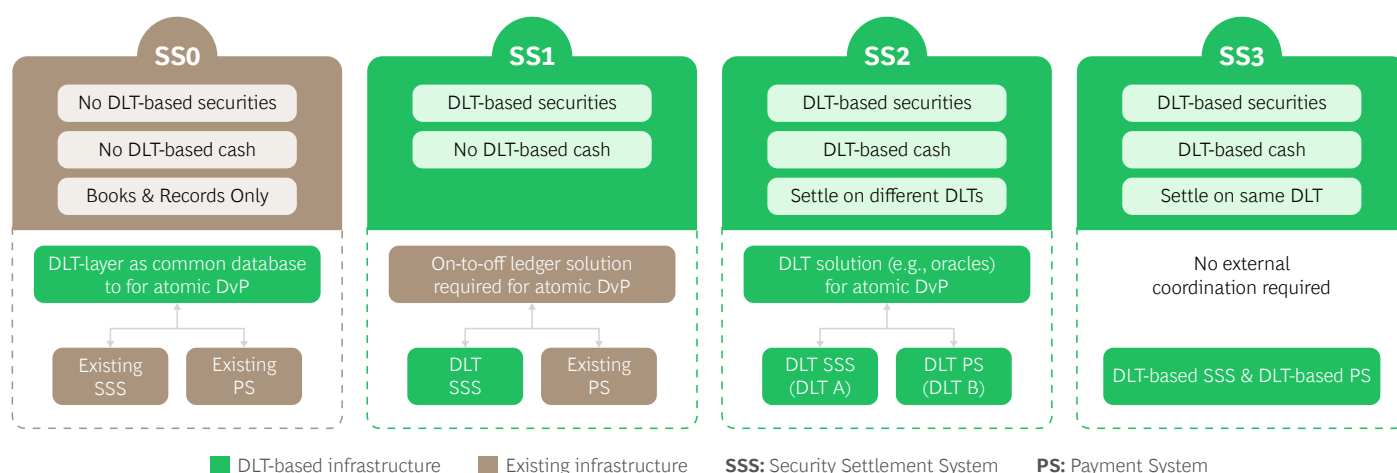 SS0
No DLT-based securities
No DLT-based cash
Books & Records Only
DLT-layer as common database
to for atomic DvP
Existing
SSS
Existing
PS
SS1
DLT-based securities
No DLT-based cash
On-to-off ledger solution
required for atomic DvP
DLT
SSS
Existing
PS
SS2
DLT-based securities
DLT-based cash
Settle on different DLTs
DLT solution (e.g., oracles)
for atomic DvP
DLT SSS
(DLT A)
DLT PS
(DLT B)
SS3
DLT-based securities
DLT-based cash
Settle on same DLT
No external
coordination required
DLT-based SSS & DLT-based PS
DLT-based infrastructure Existing infrastructure SSS: Security Settlement System PS: Payment System